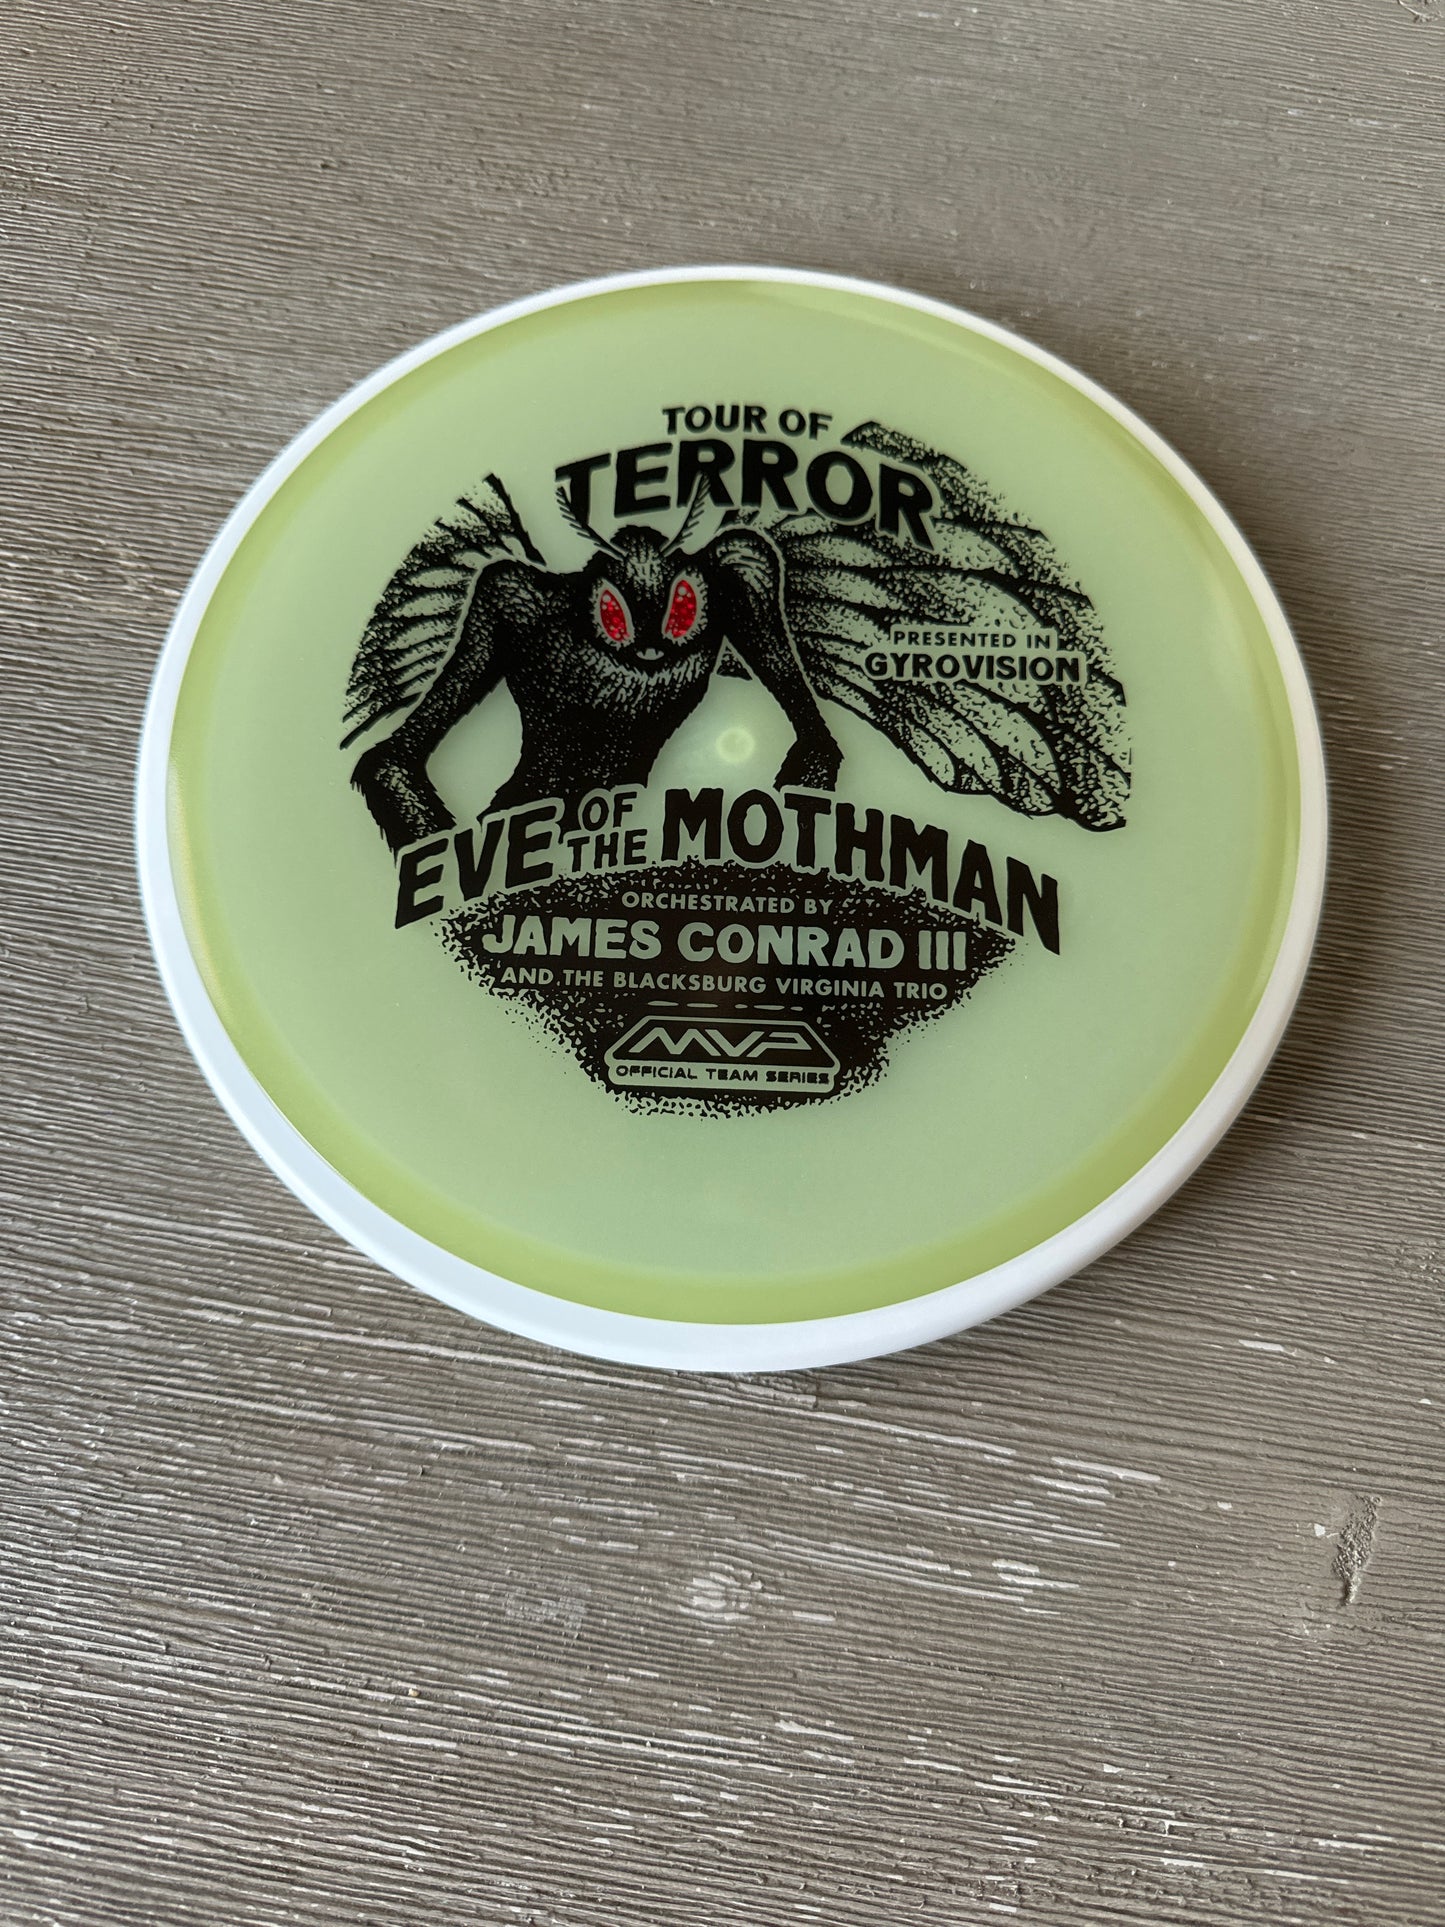 TOUR OF
TERROR
PRESENTED IN
GYROVISION
EVE OF THE MOTHMAN
ORCHESTRATED BY
JAMES CONRAD III
AND THE BLACKSBURG VIRGINIA TRIO
MVP
OFFICIAL TEAM SERIES